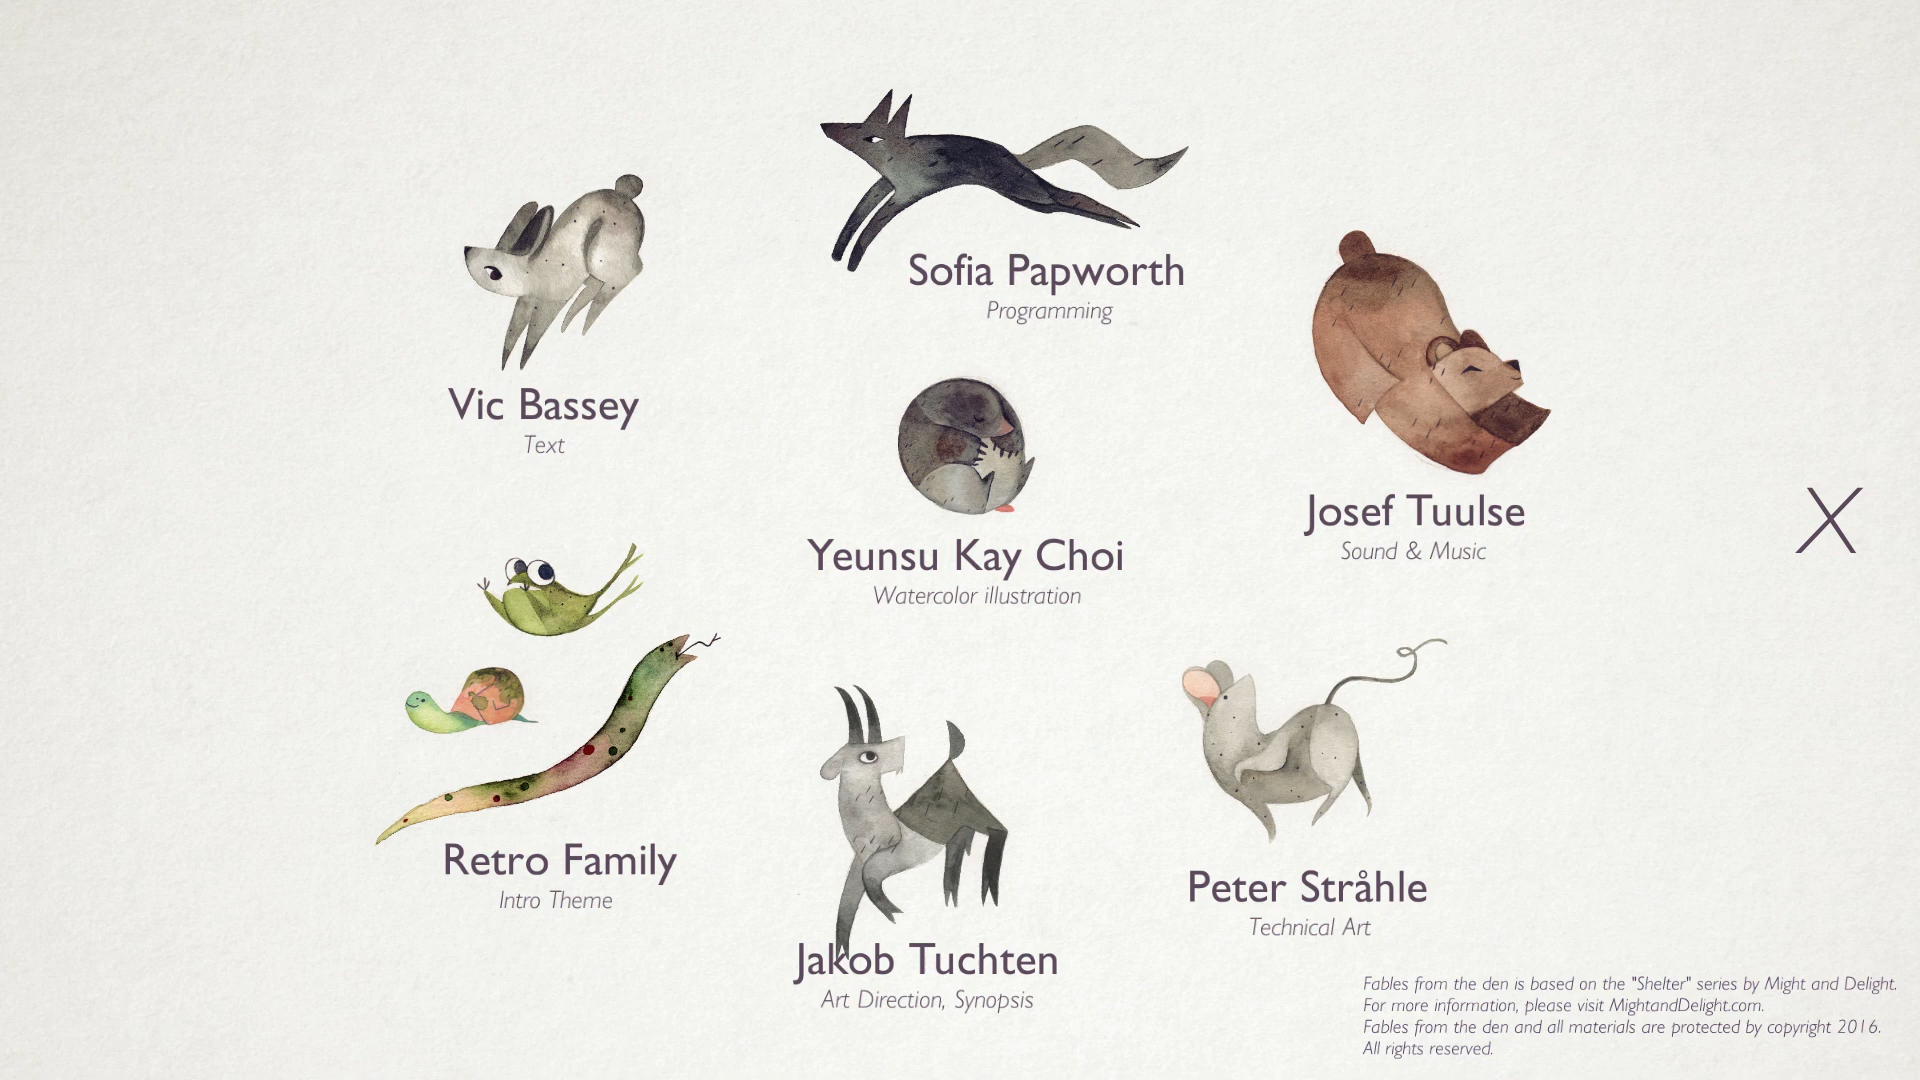 Sofia Papworth
Programming
Vic Bassey
Text
Josef Tuulse
Sound & Music
X
Yeunsu Kay Choi
Watercolor illustration
Retro Family
Intro Theme
Peter Stråhle
Technical Art
Jakob Tuchten
Art Direction, Synopsis
Fables from the den is based on the "Shelter" series by Might and Delight.
For more information, please visit MightandDelight.com.
Fables from the den and all materials are protected by copyright 2016.
All rights reserved.